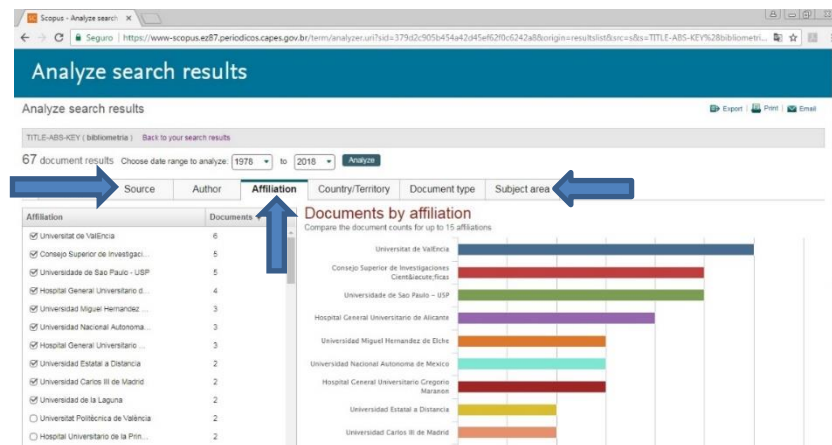 Scopus - Analyze search
Seguro | https://www-scopus.ez87.periodicos.capes.gov.br/term/analyzer.uri?sid=379d2c905b454a42d45ef62f0c6242a8&origin=resultslist&src=s&s=TITLE-ABS-KEY%28bibliometri...
Analyze search results
Analyze search results
Export | Print | Email
TITLE-ABS-KEY ( bibliometria ) Back to your search results
67 document results Choose date range to analyze: 1978 to 2018 Analyze
Source Author Affiliation Country/Territory Document type Subject area
Affiliation Documents
Universitat de València 6
Consejo Superior de Investigaci... 5
Universidade de Sao Paulo - USP 5
Hospital General Universitario d... 4
Universidad Miguel Hernandez ... 3
Universidad Nacional Autonoma... 3
Hospital General Universitario ... 3
Universidad Estatal a Distancia 2
Universidad Carlos III de Madrid 2
Universidad de la Laguna 2
Universitat Politècnica de València 2
Hospital Universitario de la Prin... 2
Documents by affiliation
Compare the document counts for up to 15 affiliations
Universitat de València
Consejo Superior de Investigaciones
Cient&iacute;ficas
Universidade de Sao Paulo - USP
Hospital General Universitario de Alicante
Universidad Miguel Hernandez de Elche
Universidad Nacional Autonoma de Mexico
Hospital General Universitario Gregorio
Maranon
Universidad Estatal a Distancia
Universidad Carlos III de Madrid